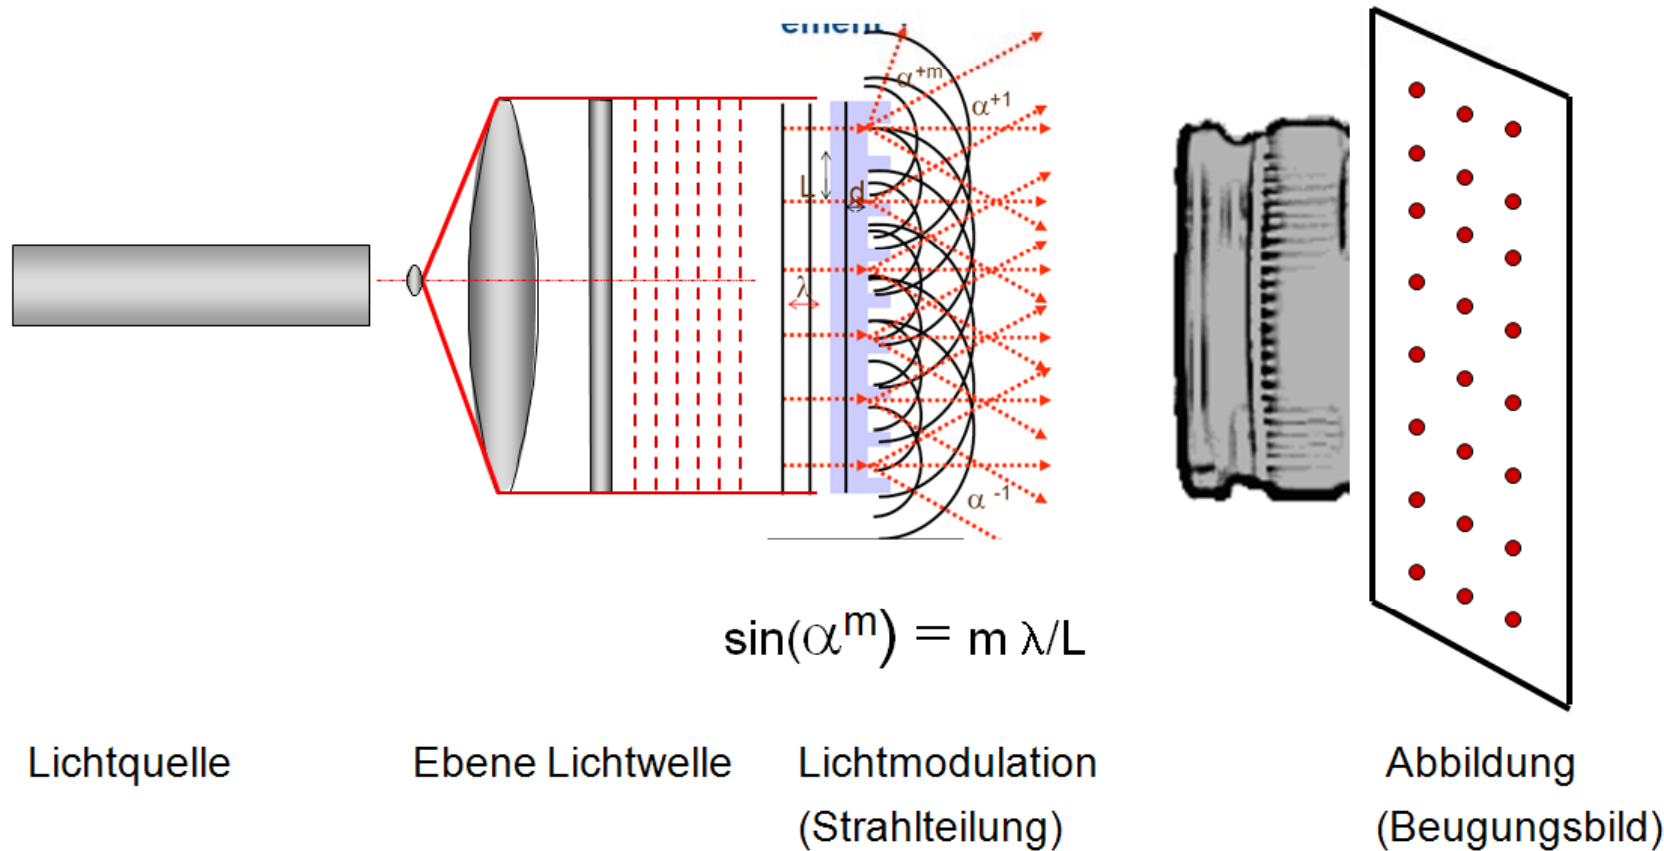 α+m
α+1
L
d
λ
α -1
sin(αm) = m λ/L
Lichtquelle
Ebene Lichtwelle
Lichtmodulation
(Strahlteilung)
Abbildung
(Beugungsbild)